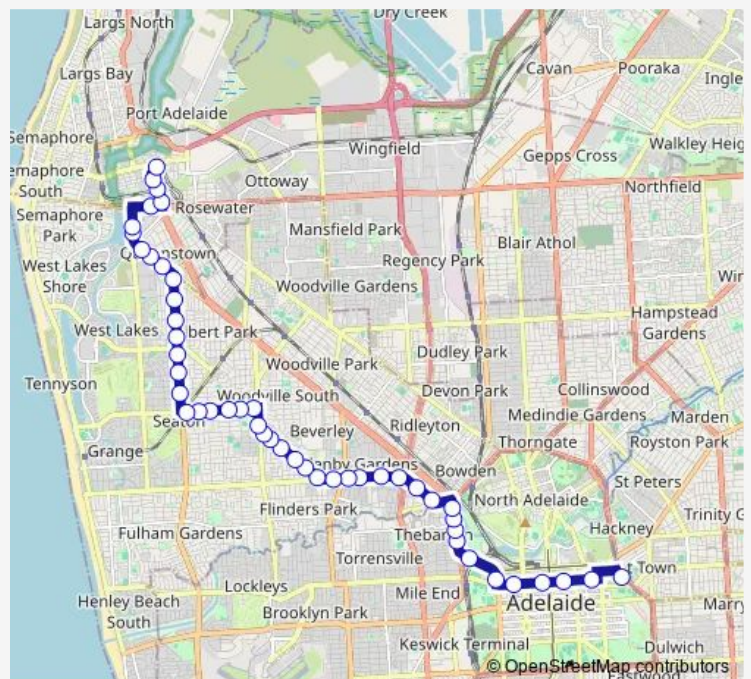 Dry Creek
Largs North
Largs Bay
Cavan
Pooraka
Port Adelaide
Semaphore
Wingfield
Gepps Cross
Semaphore
South
Ottoway
Northfield
Semaphore
Park
Rosewater
Mansfield Park
Blair Athol
West Lakes
Shore
Regency Park
Woodville Gardens
Hampstead
Gardens
West Lakes
bert Park
Dudley Park
Woodville Park
Tennyson
Devon Park
Collinswood
Woodville South
Medindie Gardens
Marden
Beverley
Ridleyton
Thorngate
Royston Park
Grange
Bowden
St Peters
North Adelaide
Flinders Park
Trinity G
Fulham Gardens
Hackney
Torrensville
Town
Lockleys
Mile End
Henley Beach
South
Brooklyn Park
Adelaide
Keswick Terminal
Dulwich
© OpenStreetMap contributors